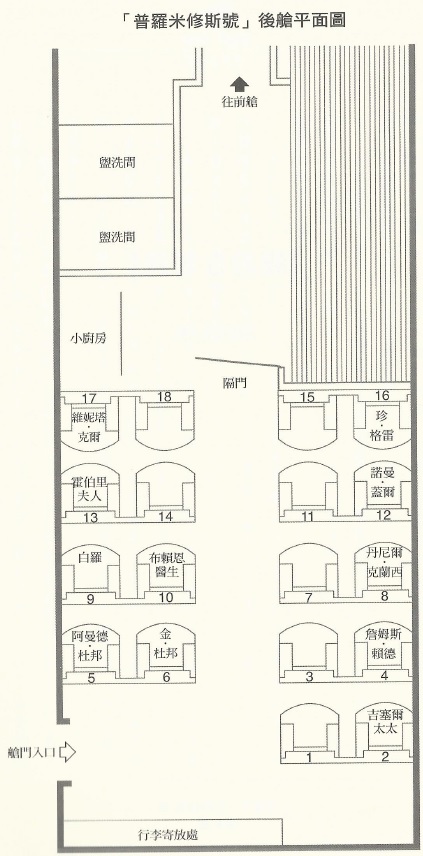 「普羅米修斯號」後艙平面圖
往前艙
盥洗間
盥洗間
小廚房
隔門
17 18 15 16
維妮塔·克爾
珍·格雷
霍伯里夫人
諾曼·蓋爾
13 14 11 12
白羅
布賴恩醫生
丹尼爾·克蘭西
9 10 7 8
阿曼德·杜邦
金·杜邦
詹姆斯·賴德
5 6 3 4
吉塞爾太太
艙門入口
1 2
行李寄放處